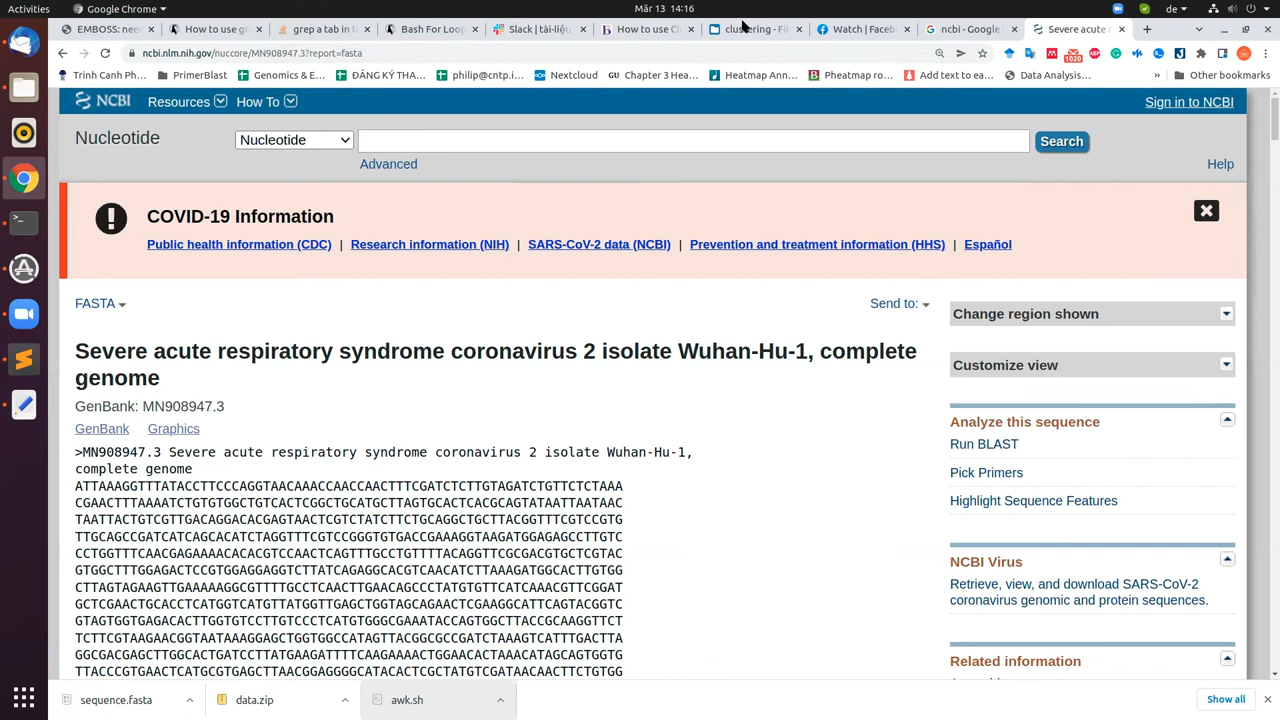 Activities
Google Chrome
Mär 13 14:16
de
EMBOSS: nee
How to use g
grep a tab in U
Bash For Loop
Slack | tài-liệu
How to use Cl
clustering - Fil
Watch | Faceb
ncbi - Google
Severe acute r
ncbi.nlm.nih.gov/nuccore/MN908947.3?report=fasta
1020
ABP
Trinh Canh Ph...
PrimerBlast
Genomics & E...
ĐĂNG KÝ THA...
philip@cntp.i...
Nextcloud
GU
Chapter 3 Hea...
Heatmap Ann...
Pheatmap ro...
Add text to ea...
Data Analysis...
»
Other bookmarks
NCBI
Resources
How To
Sign in to NCBI
Nucleotide
Nucleotide
Search
Advanced
Help
COVID-19 Information
Public health information (CDC) | Research information (NIH) | SARS-CoV-2 data (NCBI) | Prevention and treatment information (HHS) | Español
FASTA
Send to:
Severe acute respiratory syndrome coronavirus 2 isolate Wuhan-Hu-1, complete
genome
GenBank: MN908947.3
GenBank
Graphics
>MN908947.3 Severe acute respiratory syndrome coronavirus 2 isolate Wuhan-Hu-1,
complete genome
ATTAAAGGTTTATACCTTCCCAGGTAACAAACCAACCAACTTTCGATCTCTTGTAGATCTGTTCTCTAAA
CGAACTTTAAAATCTGTGTGGCTGTCACTCGGCTGCATGCTTAGTGCACTCACGCAGTATAATTAATAAC
TAATTACTGTCGTTGACAGGACACGAGTAACTCGTCTATCTTCTGCAGGCTGCTTACGGTTTCGTCCGTG
TTGCAGCCGATCATCAGCACATCTAGGTTTCGTCCGGGTGTGACCGAAAGGTAAGATGGAGAGCCTTGTC
CCTGGTTTCAACGAGAAAACACACGTCCAACTCAGTTTGCCTGTTTTACAGGTTCGCGACGTGCTCGTAC
GTGGCTTTGGAGACTCCGTGGAGGAGGTCTTATCAGAGGCACGTCAACATCTTAAAGATGGCACTTGTGG
CTTAGTAGAAGTTGAAAAAGGCGTTTTGCCTCAACTTGAACAGCCCTATGTGTTCATCAAACGTTCGGAT
GCTCGAACTGCACCTCATGGTCATGTTATGGTTGAGCTGGTAGCAGAACTCGAAGGCATTCAGTACGGTC
GTAGTGGTGAGACACTTGGTGTCCTTGTCCCTCATGTGGGCGAAATACCAGTGGCTTACCGCAAGGTTCT
TCTTCGTAAGAACGGTAATAAAGGAGCTGGTGGCCATAGTTACGGCGCCGATCTAAAGTCATTTGACTTA
GGCGACGAGCTTGGCACTGATCCTTATGAAGATTTTCAAGAAAACTGGAACACTAAACATAGCAGTGGTG
TTACCCGTGAACTCATGCGTGAGCTTAACGGAGGGGCATACACTCGCTATGTCGATAACAACTTCTGTGG
Change region shown
Customize view
Analyze this sequence
Run BLAST
Pick Primers
Highlight Sequence Features
NCBI Virus
Retrieve, view, and download SARS-CoV-2
coronavirus genomic and protein sequences.
Related information
sequence.fasta
data.zip
awk.sh
Show all